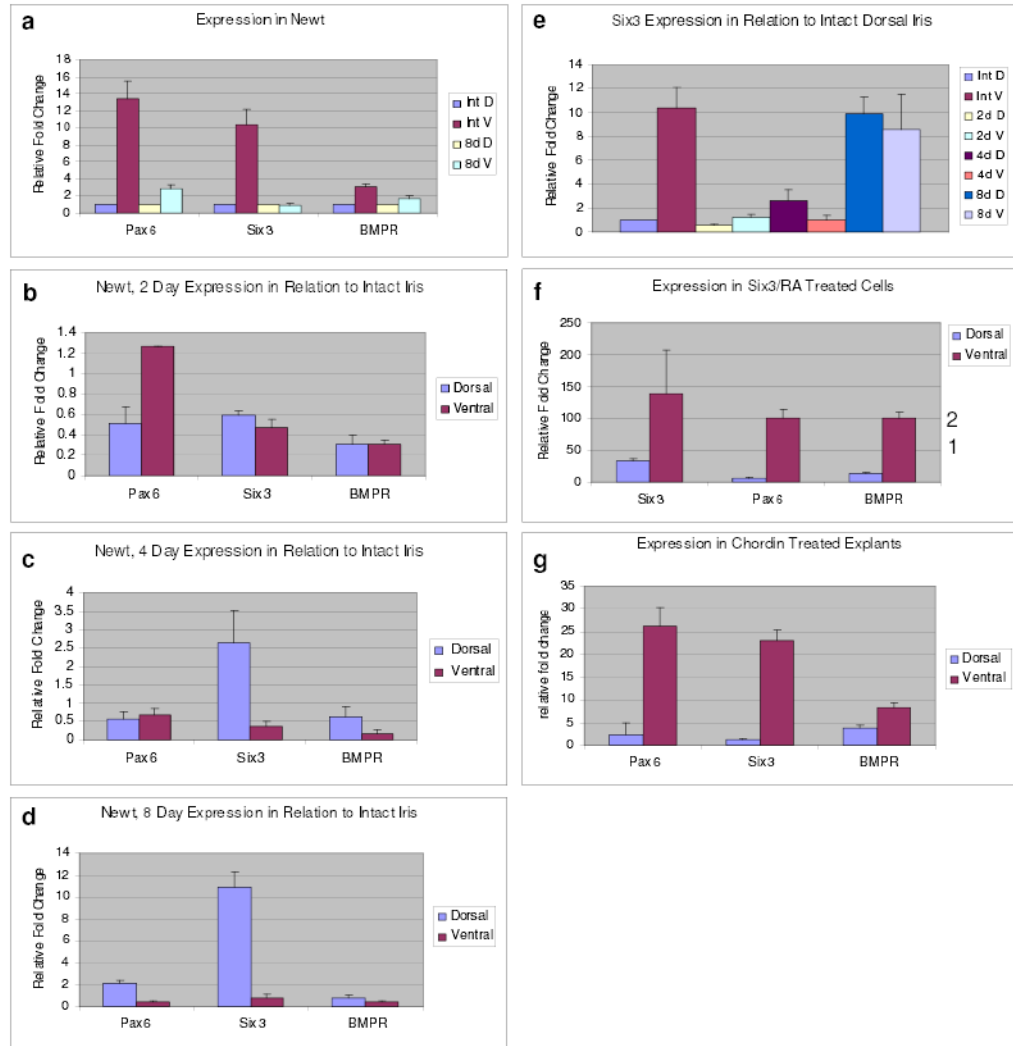 a
Expression in Newt
Relative Fold Change
18
16
14
12
10
8
6
4
2
0
Pax6 Six3 BMPR
Int D
Int V
8d D
8d V
b
Newt, 2 Day Expression in Relation to Intact Iris
Relative Fold Change
1.4
1.2
1
0.8
0.6
0.4
0.2
0
Pax6 Six3 BMPR
Dorsal
Ventral
c
Newt, 4 Day Expression in Relation to Intact Iris
Relative Fold Change
4
3.5
3
2.5
2
1.5
1
0.5
0
Pax6 Six3 BMPR
Dorsal
Ventral
d
Newt, 8 Day Expression in Relation to Intact Iris
Relative Fold Change
14
12
10
8
6
4
2
0
Pax6 Six3 BMPR
Dorsal
Ventral
e
Six3 Expression in Relation to Intact Dorsal Iris
Relative Fold Change
14
12
10
8
6
4
2
0
Int D
Int V
2d D
2d V
4d D
4d V
8d D
8d V
f
Expression in Six3/RA Treated Cells
Relative Fold Change
250
200
150
100
50
0
Six3 Pax6 BMPR
Dorsal
Ventral
2
1
g
Expression in Chordin Treated Explants
relative fold change
35
30
25
20
15
10
5
0
Pax6 Six3 BMPR
Dorsal
Ventral